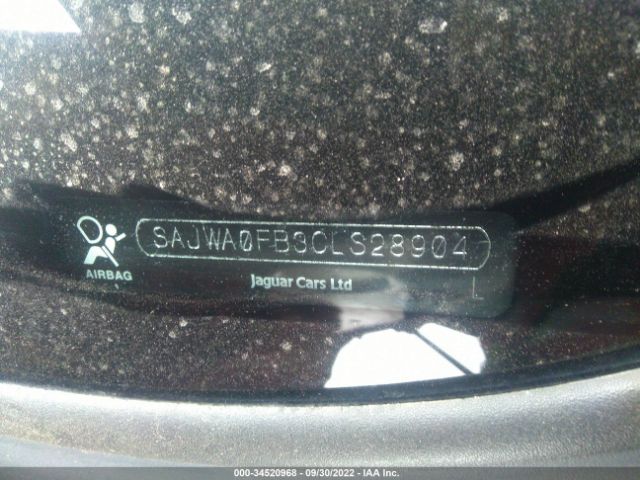 SAJWA0FB3CLS28904
AIRBAG
Jaguar Cars Ltd
L
000-34520968 - 09/30/2022 - IAA Inc.